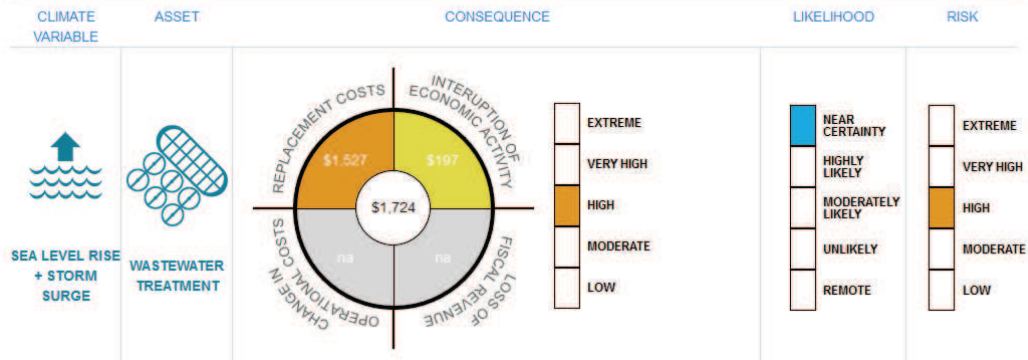 CLIMATE
VARIABLE
ASSET
CONSEQUENCE
LIKELIHOOD
RISK
SEA LEVEL RISE
+ STORM
SURGE
WASTEWATER
TREATMENT
REPLACEMENT COSTS
INTERUPTION OF
ECONOMIC ACTIVITY
$1,527
$197
$1,724
na
na
CHANGE IN
OPERATIONAL COSTS
LOSS OF
FISCAL REVENUE
EXTREME
VERY HIGH
HIGH
MODERATE
LOW
NEAR
CERTAINTY
HIGHLY
LIKELY
MODERATELY
LIKELY
UNLIKELY
REMOTE
EXTREME
VERY HIGH
HIGH
MODERATE
LOW